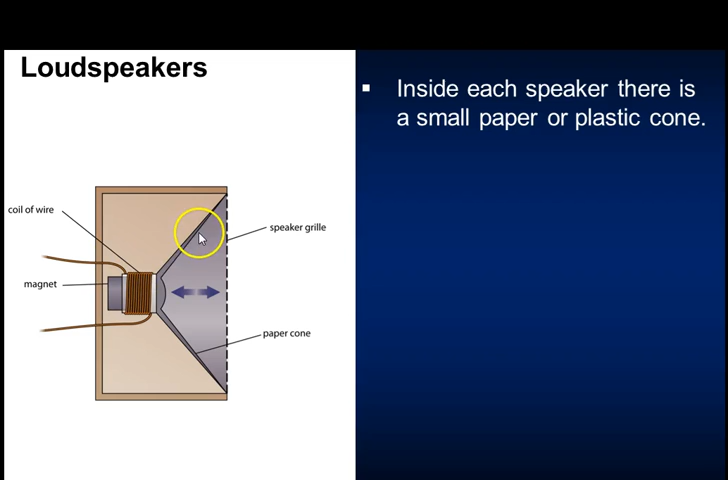 Loudspeakers
coil of wire
speaker grille
magnet
paper cone
▪ Inside each speaker there is
a small paper or plastic cone.